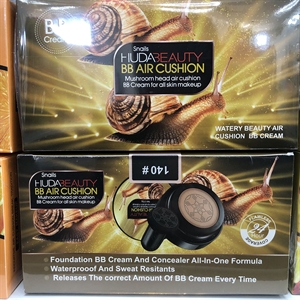 BB
Cream
Snails
HUDABEAUTY
BB AIR CUSHION
Mushroom head air cushion
BB Cream for all skin makeup
WATERY BEAUTY AIR
CUSHION BB CREAM
Snails
HUDABEAUTY
BB AIR CUSHION
Mushroom head air cushion
BB Cream for all skin makeup
140#
Foundation BB Cream And Concealer All-In-One Formula
Waterprooof And Sweat Resitants
Releases The correct Amount Of BB Cream Every Time